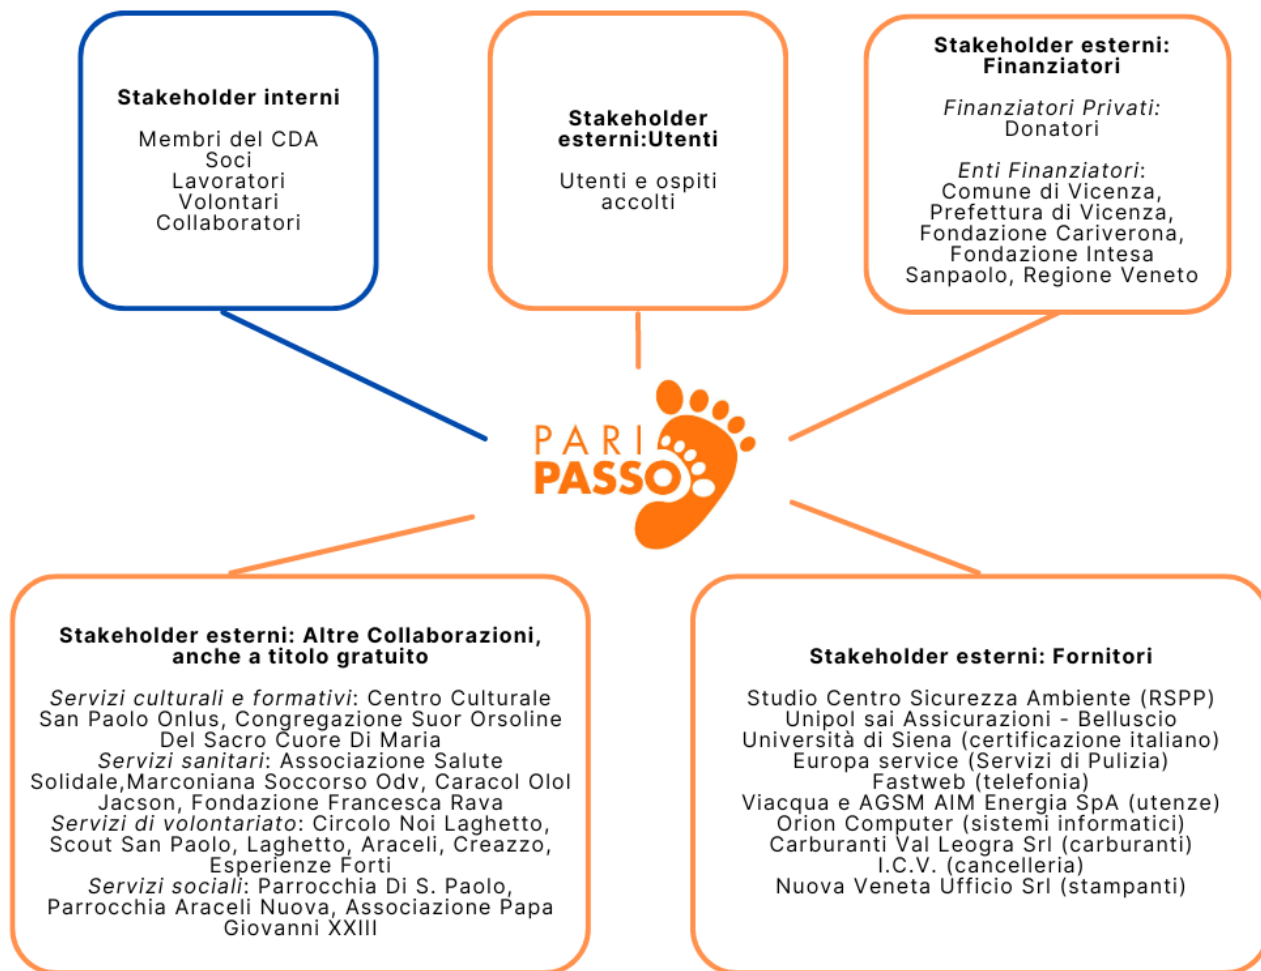 Stakeholder interni
Membri del CDA
Soci
Lavoratori
Volontari
Collaboratori
Stakeholder
esterni:Utenti
Utenti e ospiti
accolti
Stakeholder esterni:
Finanziatori
Finanziatori Privati:
Donatori
Enti Finanziatori:
Comune di Vicenza,
Prefettura di Vicenza,
Fondazione Cariverona,
Fondazione Intesa
Sanpaolo, Regione Veneto
PARI
PASSO
Stakeholder esterni: Altre Collaborazioni,
anche a titolo gratuito
Servizi culturali e formativi: Centro Culturale
San Paolo Onlus, Congregazione Suor Orsoline
Del Sacro Cuore Di Maria
Servizi sanitari: Associazione Salute
Solidale,Marconiana Soccorso Odv, Caracol Olol
Jacson, Fondazione Francesca Rava
Servizi di volontariato: Circolo Noi Laghetto,
Scout San Paolo, Laghetto, Araceli, Creazzo,
Esperienze Forti
Servizi sociali: Parrocchia Di S. Paolo,
Parrocchia Araceli Nuova, Associazione Papa
Giovanni XXIII
Stakeholder esterni: Fornitori
Studio Centro Sicurezza Ambiente (RSPP)
Unipol sai Assicurazioni - Belluscio
Università di Siena (certificazione italiano)
Europa service (Servizi di Pulizia)
Fastweb (telefonia)
Viacqua e AGSM AIM Energia SpA (utenze)
Orion Computer (sistemi informatici)
Carburanti Val Leogra Srl (carburanti)
I.C.V. (cancelleria)
Nuova Veneta Ufficio Srl (stampanti)